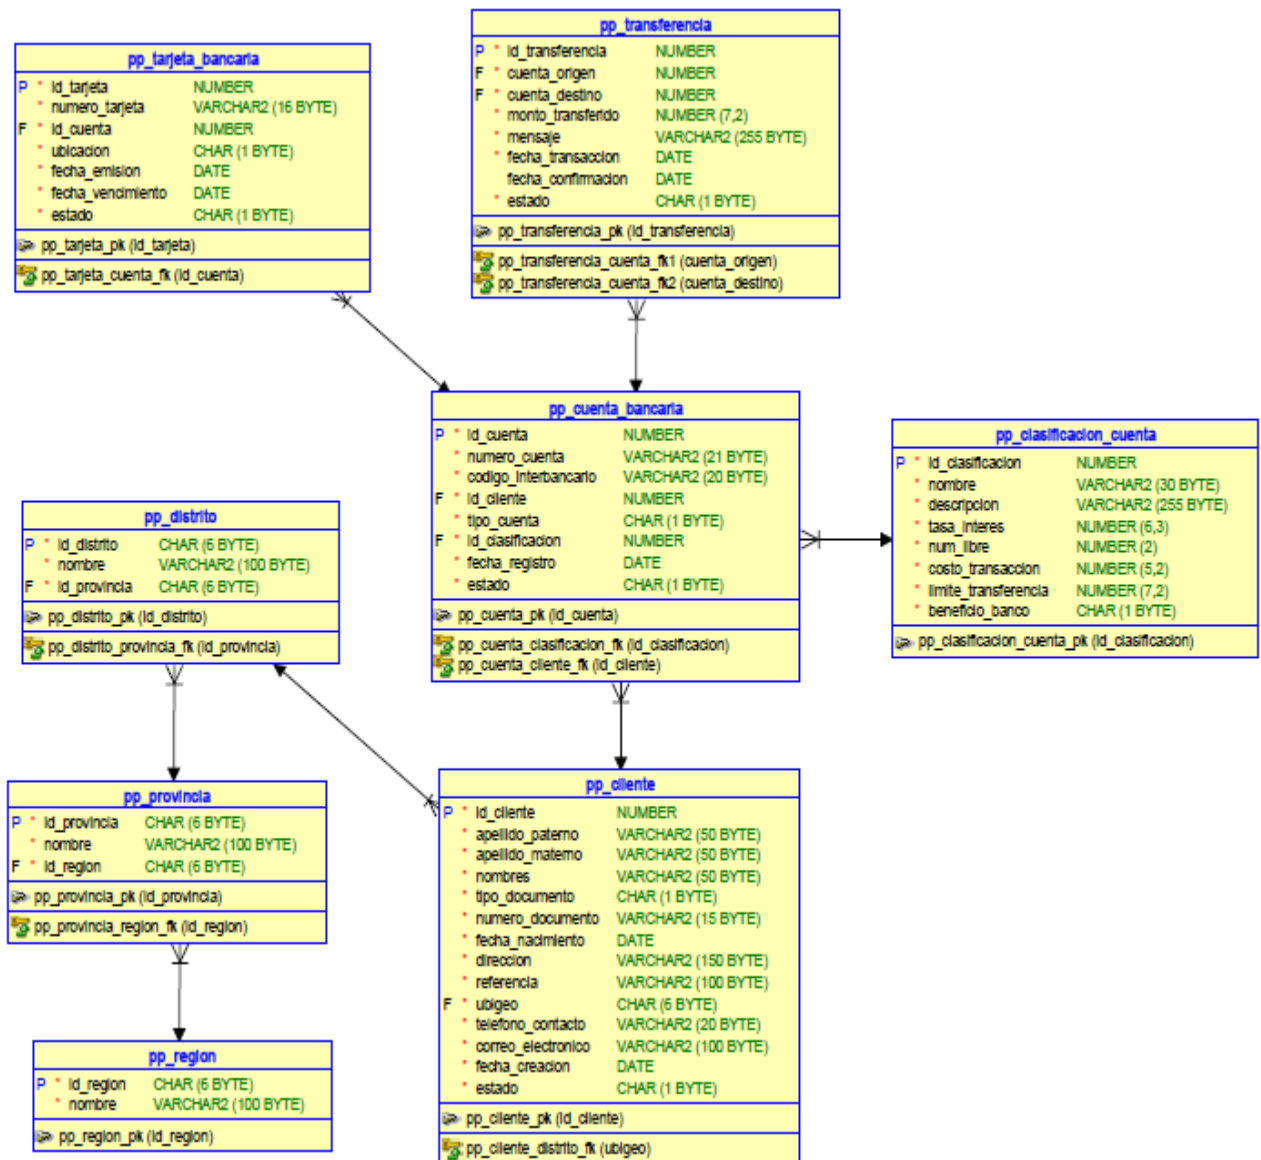 pp_tarjeta_bancaria
P * id_tarjeta NUMBER
* numero_tarjeta VARCHAR2 (16 BYTE)
F * id_cuenta NUMBER
* ubicacion CHAR (1 BYTE)
* fecha_emision DATE
* fecha_vencimiento DATE
* estado CHAR (1 BYTE)
pp_tarjeta_pk (id_tarjeta)
pp_tarjeta_cuenta_fk (id_cuenta)
pp_transferencia
P * id_transferencia NUMBER
F * cuenta_origen NUMBER
F * cuenta_destino NUMBER
* monto_transferido NUMBER (7,2)
* mensaje VARCHAR2 (255 BYTE)
* fecha_transaccion DATE
fecha_confirmacion DATE
* estado CHAR (1 BYTE)
pp_transferencia_pk (id_transferencia)
pp_transferencia_cuenta_fk1 (cuenta_origen)
pp_transferencia_cuenta_fk2 (cuenta_destino)
pp_cuenta_bancaria
P * id_cuenta NUMBER
* numero_cuenta VARCHAR2 (21 BYTE)
* codigo_interbancario VARCHAR2 (20 BYTE)
F * id_cliente NUMBER
* tipo_cuenta CHAR (1 BYTE)
F * id_clasificacion NUMBER
* fecha_registro DATE
* estado CHAR (1 BYTE)
pp_cuenta_pk (id_cuenta)
pp_cuenta_clasificacion_fk (id_clasificacion)
pp_cuenta_cliente_fk (id_cliente)
pp_clasificacion_cuenta
P * id_clasificacion NUMBER
* nombre VARCHAR2 (30 BYTE)
* descripcion VARCHAR2 (255 BYTE)
* tasa_interes NUMBER (6,3)
* num_libre NUMBER (2)
* costo_transaccion NUMBER (5,2)
* limite_transferencia NUMBER (7,2)
* beneficio_banco CHAR (1 BYTE)
pp_clasificacion_cuenta_pk (id_clasificacion)
pp_distrito
P * id_distrito CHAR (6 BYTE)
* nombre VARCHAR2 (100 BYTE)
F * id_provincia CHAR (6 BYTE)
pp_distrito_pk (id_distrito)
pp_distrito_provincia_fk (id_provincia)
pp_provincia
P * id_provincia CHAR (6 BYTE)
* nombre VARCHAR2 (100 BYTE)
F * id_region CHAR (6 BYTE)
pp_provincia_pk (id_provincia)
pp_provincia_region_fk (id_region)
pp_region
P * id_region CHAR (6 BYTE)
* nombre VARCHAR2 (100 BYTE)
pp_region_pk (id_region)
pp_cliente
P * id_cliente NUMBER
* apellido_paterno VARCHAR2 (50 BYTE)
* apellido_materno VARCHAR2 (50 BYTE)
* nombres VARCHAR2 (50 BYTE)
* tipo_documento CHAR (1 BYTE)
* numero_documento VARCHAR2 (15 BYTE)
* fecha_nacimiento DATE
* direccion VARCHAR2 (150 BYTE)
* referencia VARCHAR2 (100 BYTE)
F * ubigeo CHAR (6 BYTE)
* telefono_contacto VARCHAR2 (20 BYTE)
* correo_electronico VARCHAR2 (100 BYTE)
* fecha_creacion DATE
* estado CHAR (1 BYTE)
pp_cliente_pk (id_cliente)
pp_cliente_distrito_fk (ubigeo)